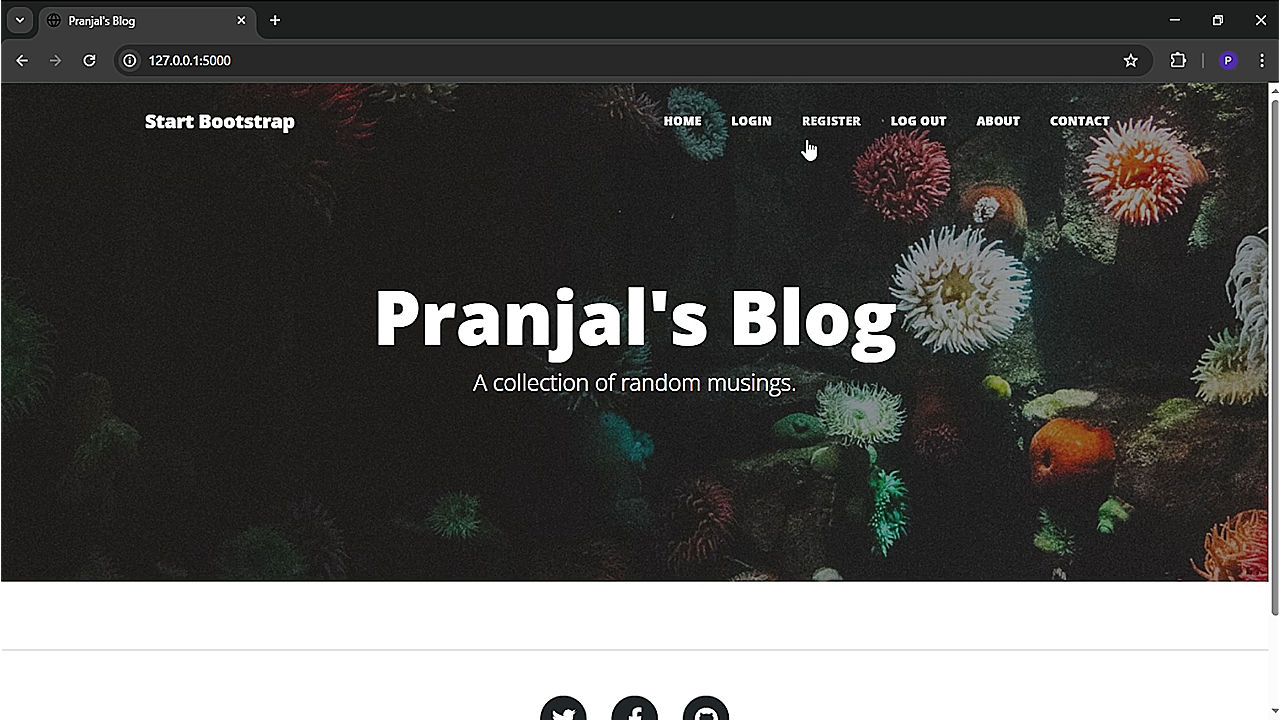 Pranjal's Blog
127.0.0.1:5000
P
Start Bootstrap
HOME LOGIN REGISTER LOG OUT ABOUT CONTACT
Pranjal's Blog
A collection of random musings.